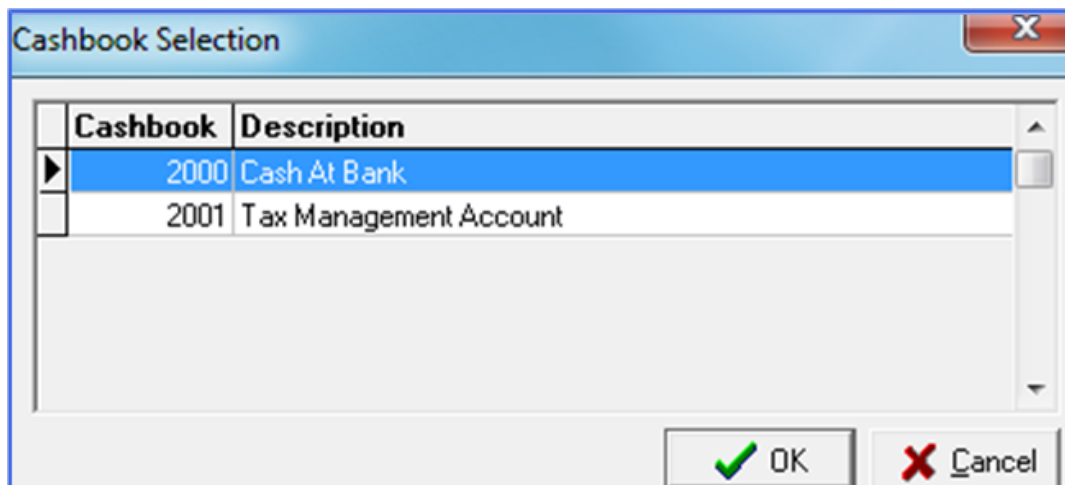 Cashbook Selection
Cashbook Description
2000 Cash At Bank
2001 Tax Management Account
OK Cancel